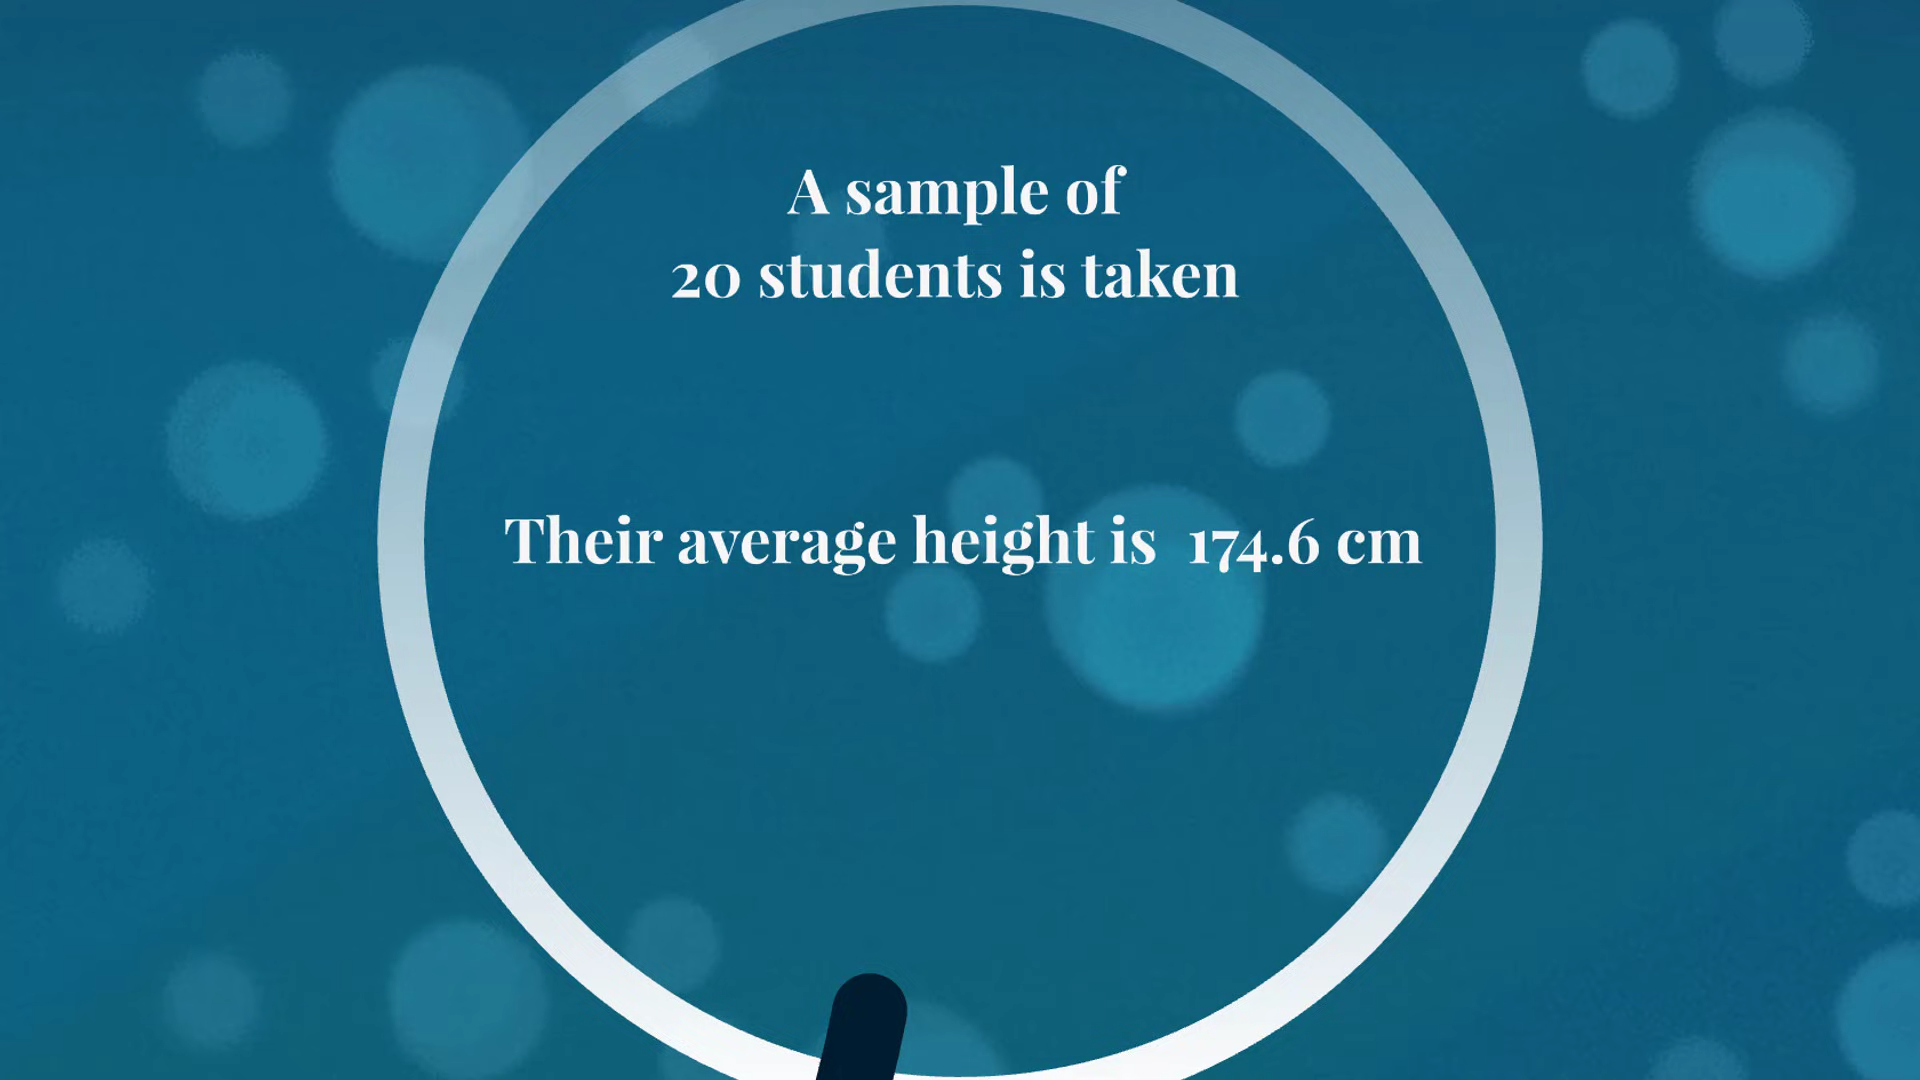 A sample of
20 students is taken
Their average height is 174.6 cm